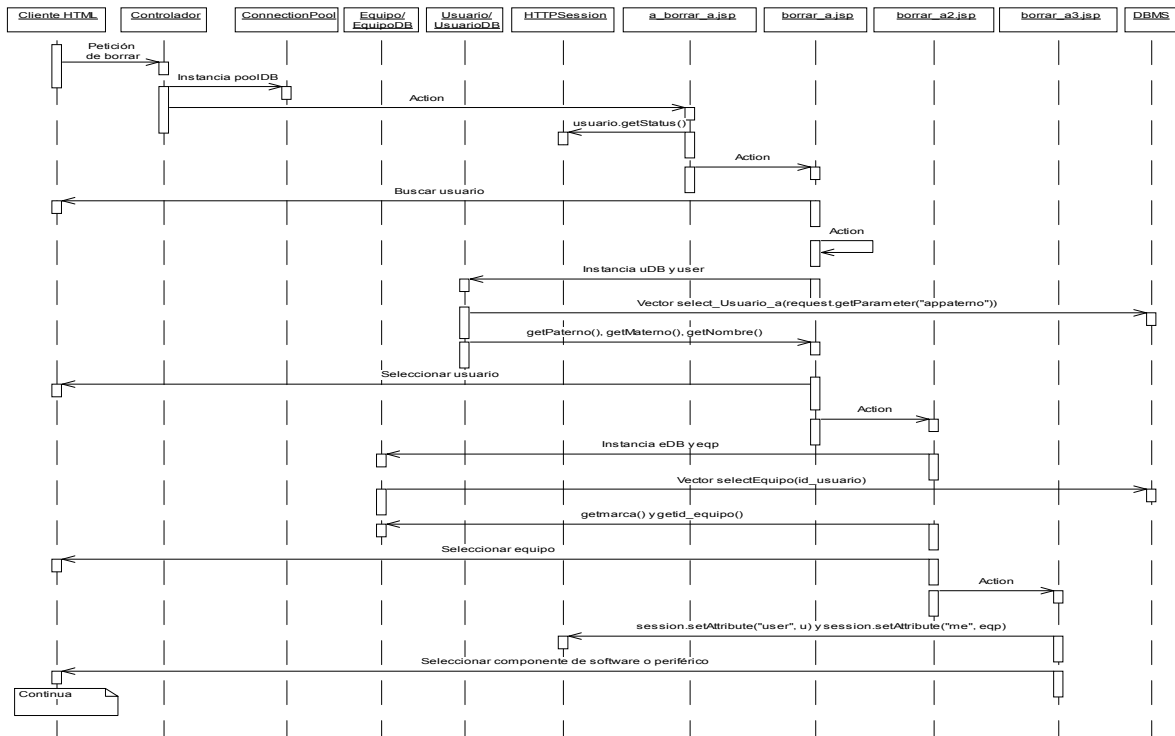 Cliente HTML
Controlador
ConnectionPool
Equipo/
EquipoDB
Usuario/
UsuarioDB
HTTPSession
a_borrar_a.jsp
borrar_a.jsp
borrar_a2.jsp
borrar_a3.jsp
DBMS
Petición
de borrar
Instancia poolDB
Action
usuario.getStatus()
Action
Buscar usuario
Action
Instancia uDB y user
Vector select_Usuario_a(request.getParameter("appaterno"))
getPaterno(), getMaterno(), getNombre()
Seleccionar usuario
Action
Instancia eDB y eqp
Vector selectEquipo(id_usuario)
getmarca() y getid_equipo()
Seleccionar equipo
Action
session.setAttribute("user", u) y session.setAttribute("me", eqp)
Seleccionar componente de software o periférico
Continua